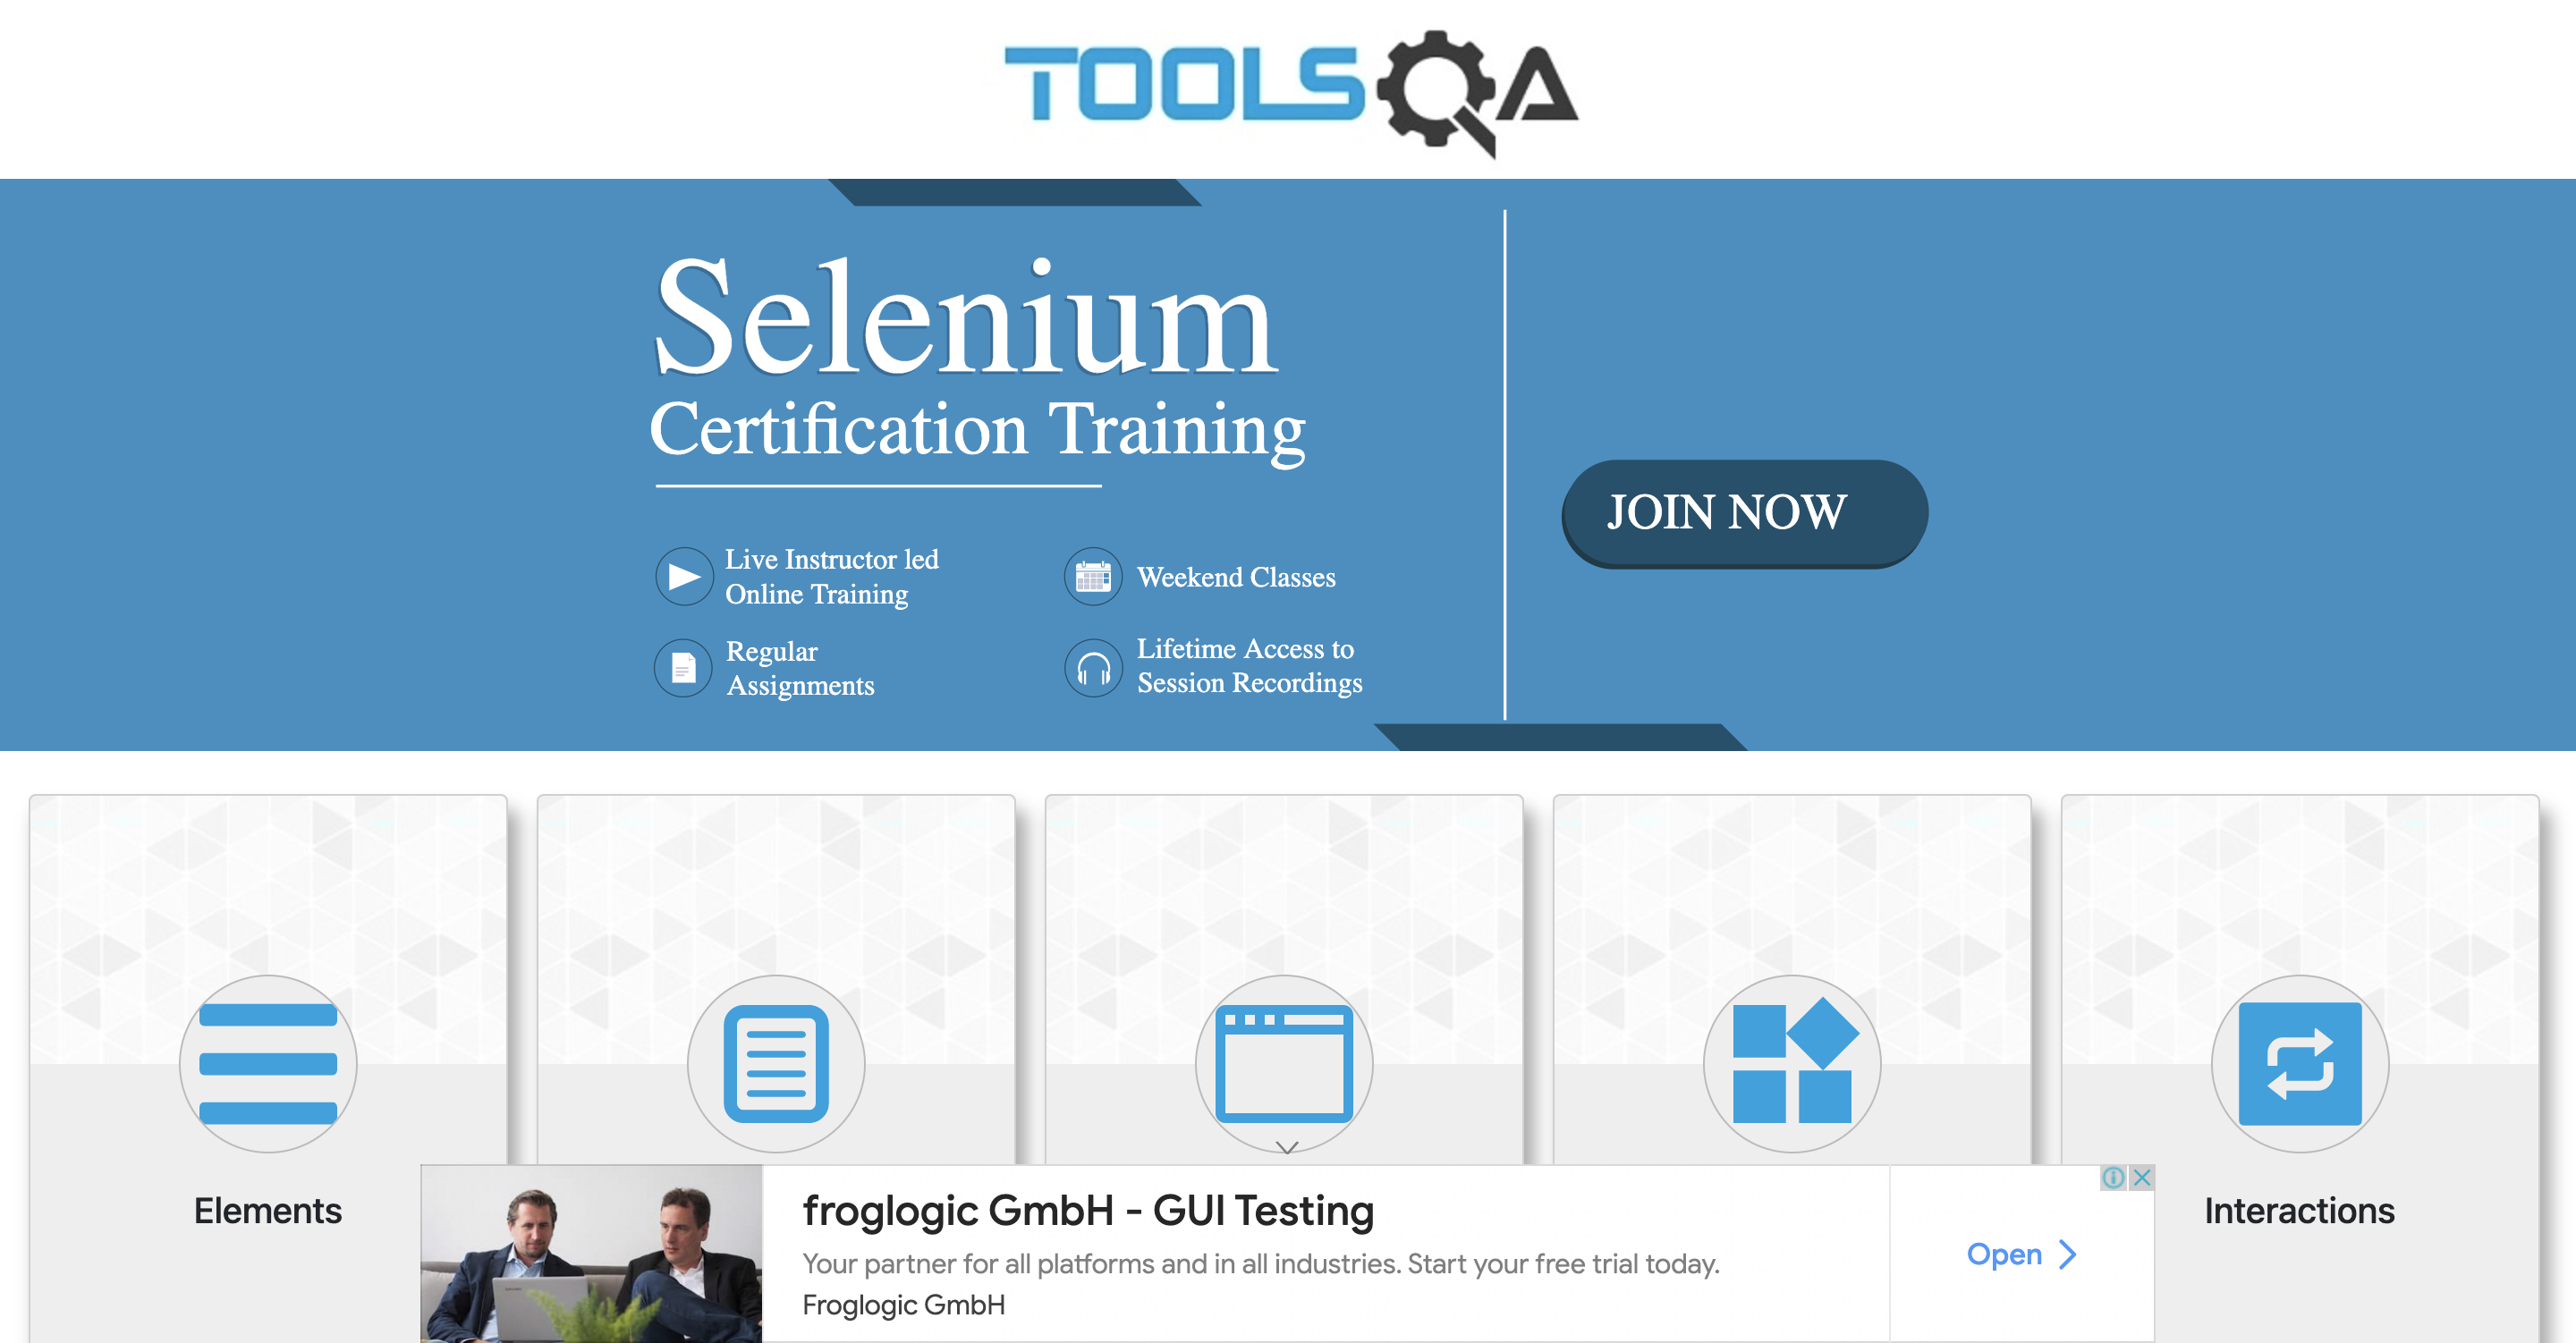 TOOLSQA
Selenium
Certification Training
JOIN NOW
Live Instructor led
Online Training
Weekend Classes
Regular
Assignments
Lifetime Access to
Session Recordings
Elements
Interactions
froglogic GmbH - GUI Testing
Your partner for all platforms and in all industries. Start your free trial today.
Froglogic GmbH
Open